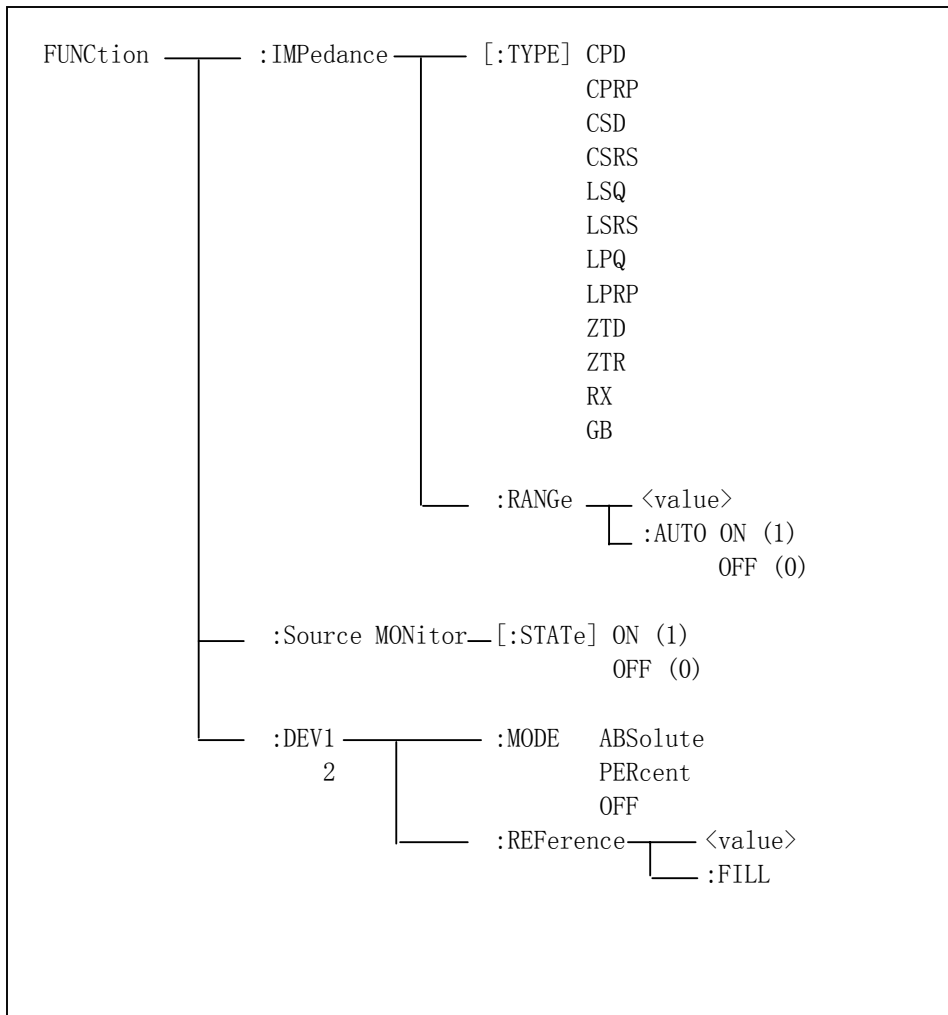 FUNCtion :IMPedance [:TYPE] CPD
CPRP
CSD
CSRS
LSQ
LSRS
LPQ
LPRP
ZTD
ZTR
RX
GB
:RANGe <value>
:AUTO ON (1)
OFF (0)
:Source MONitor [:STATe] ON (1)
OFF (0)
:DEV1 :MODE ABSolute
2 PERcent
OFF
:REFerence <value>
:FILL